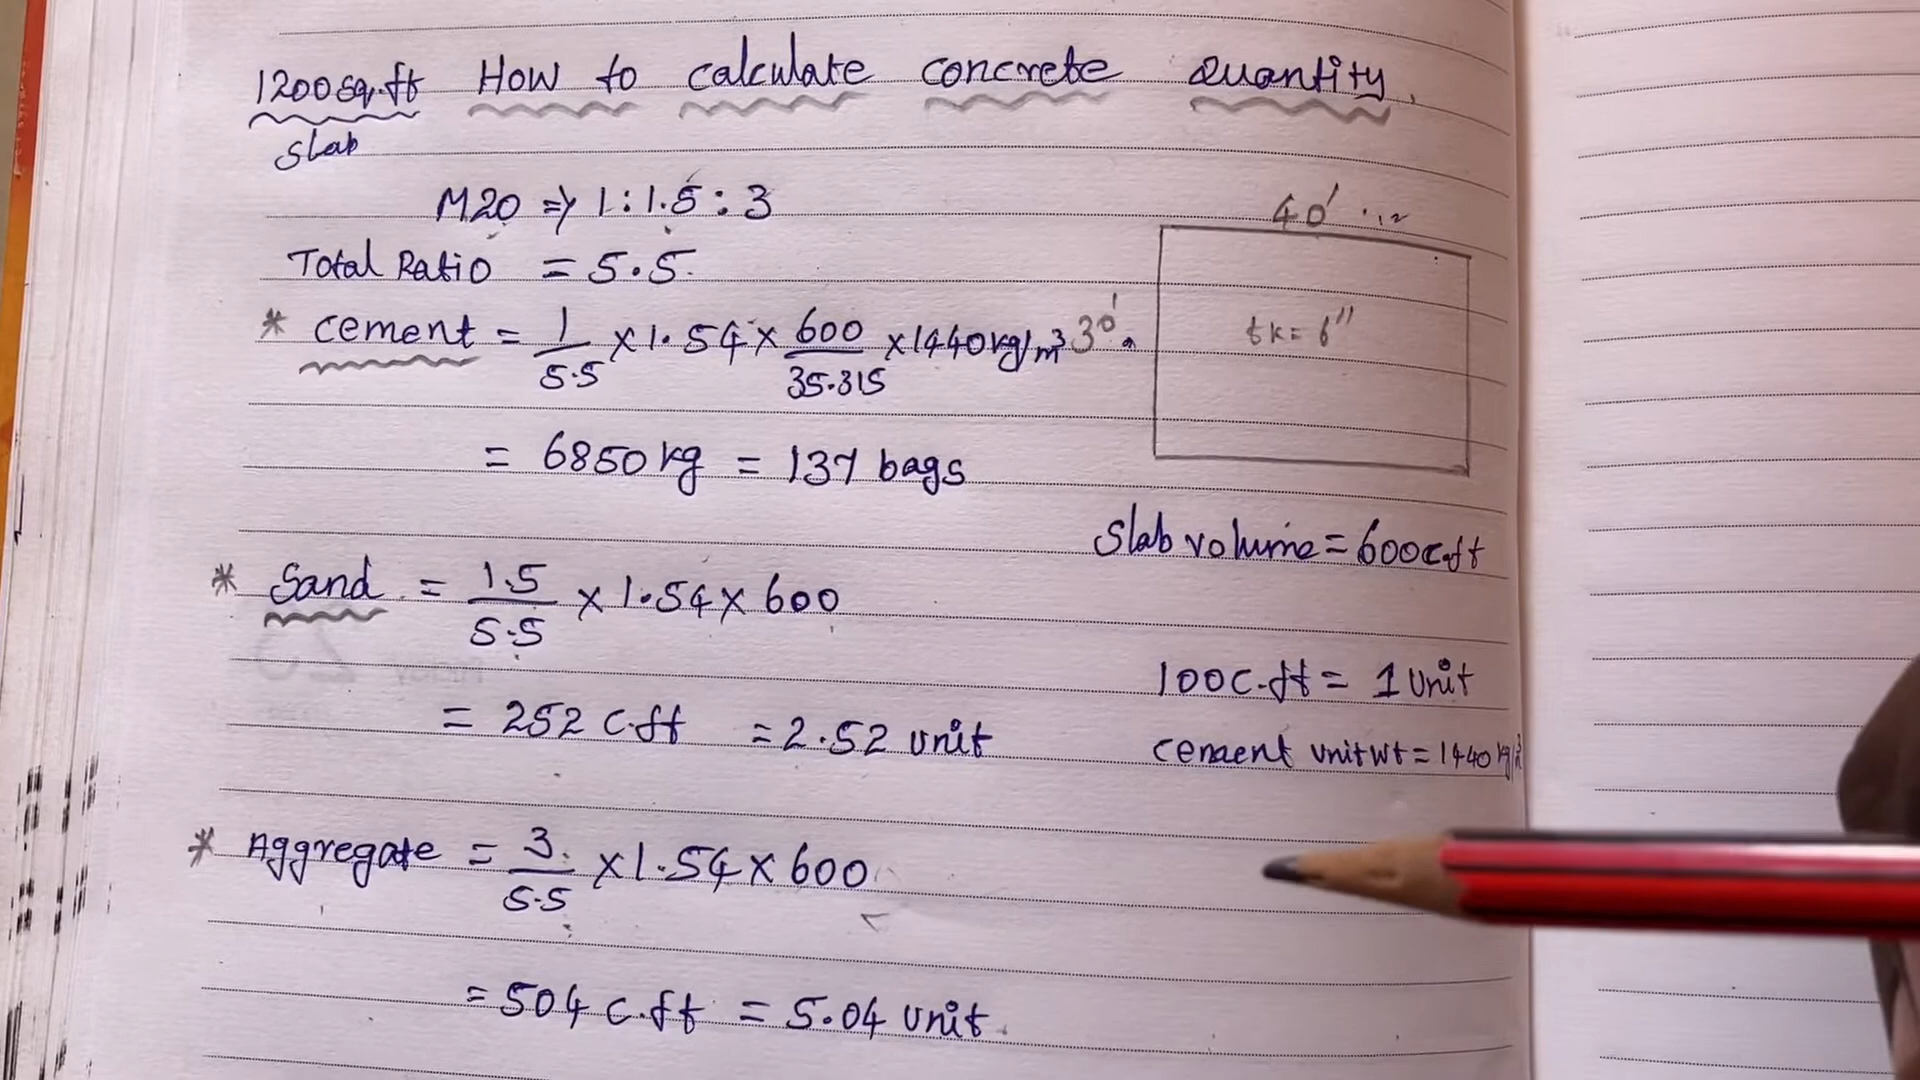 1200sq.ft How to calculate concrete Quantity.
Slab
M20 => 1:1.5:3
Total Ratio = 5.5
40'
* Cement = 1/5.5 x 1.54 x 600/35.315 x 1440kg/m³
30'
tk = 6"
= 6850 kg = 137 bags
Slab volume = 600c.ft
* Sand = 1.5/5.5 x 1.54 x 600
100c.ft = 1 Unit
= 252 c.ft = 2.52 unit
cement unit wt = 1440 kg/m³
* Aggregate = 3/5.5 x 1.54 x 600
= 504 c.ft = 5.04 unit